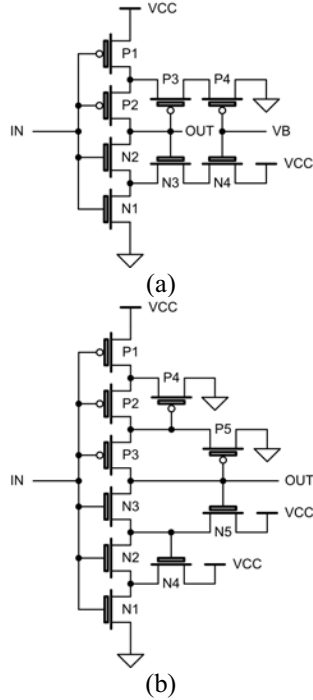 VCC
P1
P3 P4
P2
IN OUT VB
N2 VCC
N3 N4
N1
(a)
VCC
P1
P4
P2
P5
P3
IN OUT
N3
VCC
N5
N2 VCC
N4
N1
(b)